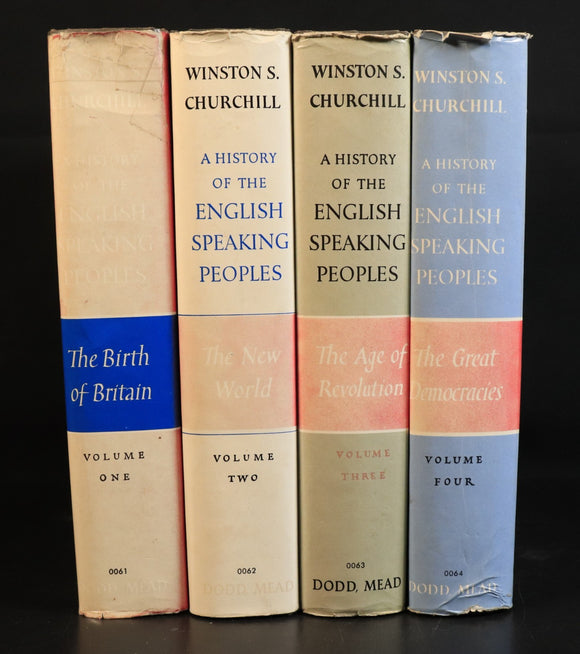 WINSTON S.
CHURCHILL
A HISTORY
OF THE
ENGLISH
SPEAKING
PEOPLES
The Birth
of Britain
VOLUME
ONE
0061
DODD, MEAD
WINSTON S.
CHURCHILL
A HISTORY
OF THE
ENGLISH
SPEAKING
PEOPLES
The New
World
VOLUME
TWO
0062
DODD, MEAD
WINSTON S.
CHURCHILL
A HISTORY
OF THE
ENGLISH
SPEAKING
PEOPLES
The Age of
Revolution
VOLUME
THREE
0063
DODD, MEAD
WINSTON S.
CHURCHILL
A HISTORY
OF THE
ENGLISH
SPEAKING
PEOPLES
The Great
Democracies
VOLUME
FOUR
0064
DODD, MEAD